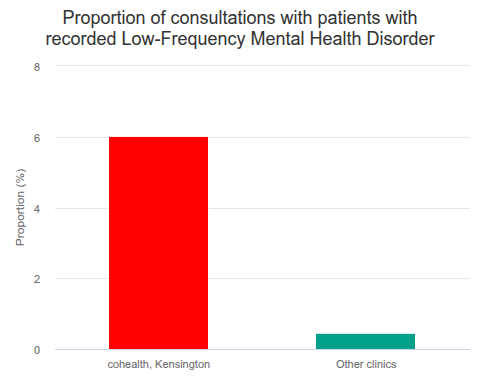 Proportion of consultations with patients with
recorded Low-Frequency Mental Health Disorder
8
6
4
2
0
Proportion (%)
cohealth, Kensington
Other clinics